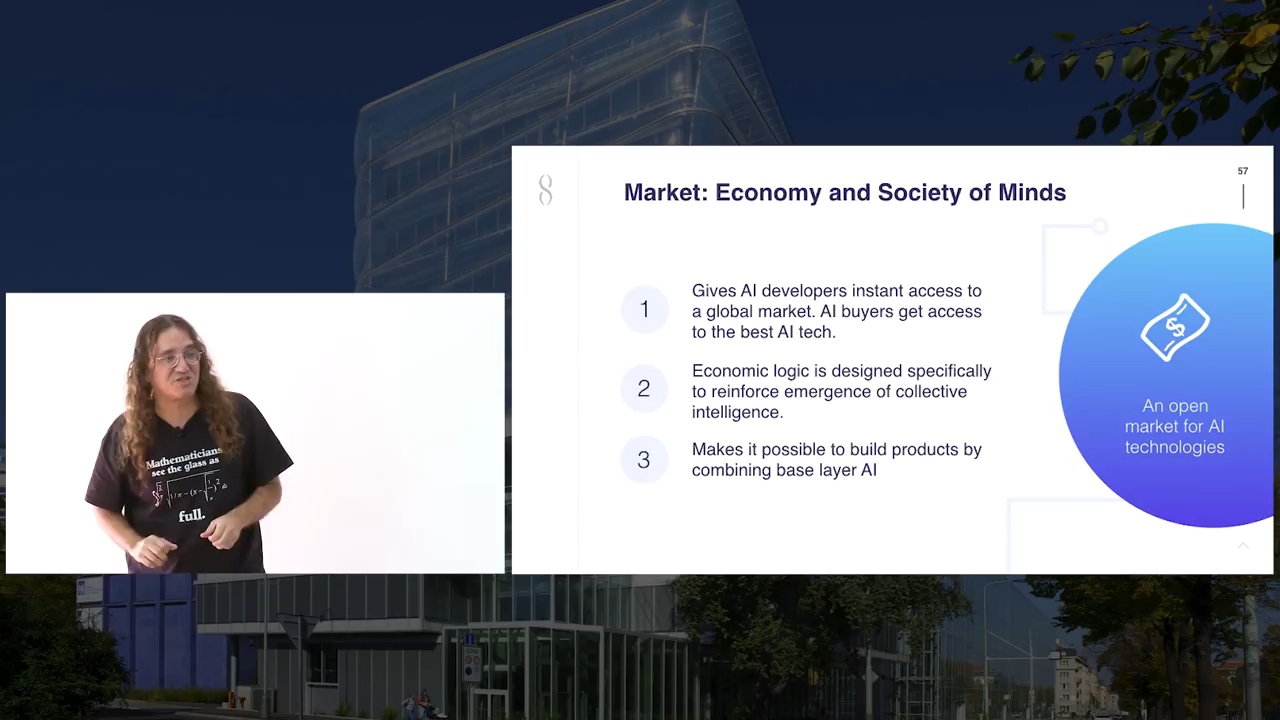 57
Market: Economy and Society of Minds
1
Gives AI developers instant access to
a global market. AI buyers get access
to the best AI tech.
2
Economic logic is designed specifically
to reinforce emergence of collective
intelligence.
3
Makes it possible to build products by
combining base layer AI
An open
market for AI
technologies
$
Mathematicians
see the glass as
full.